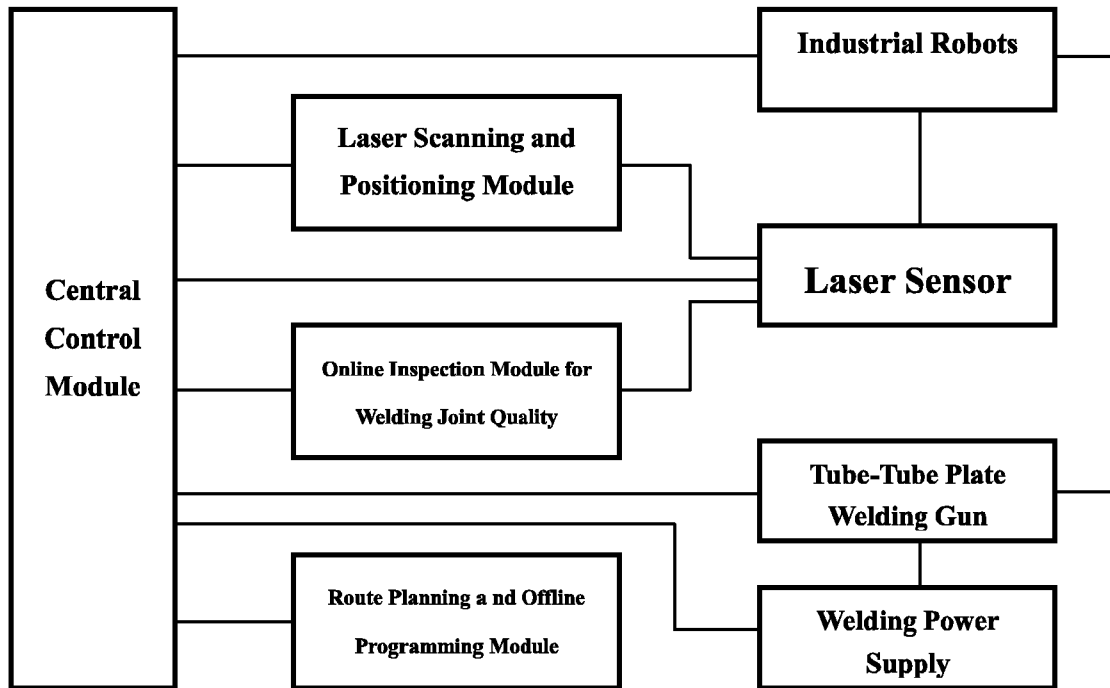 Central
Control
Module
Industrial Robots
Laser Scanning and
Positioning Module
Laser Sensor
Online Inspection Module for
Welding Joint Quality
Tube-Tube Plate
Welding Gun
Route Planning a nd Offline
Programming Module
Welding Power
Supply